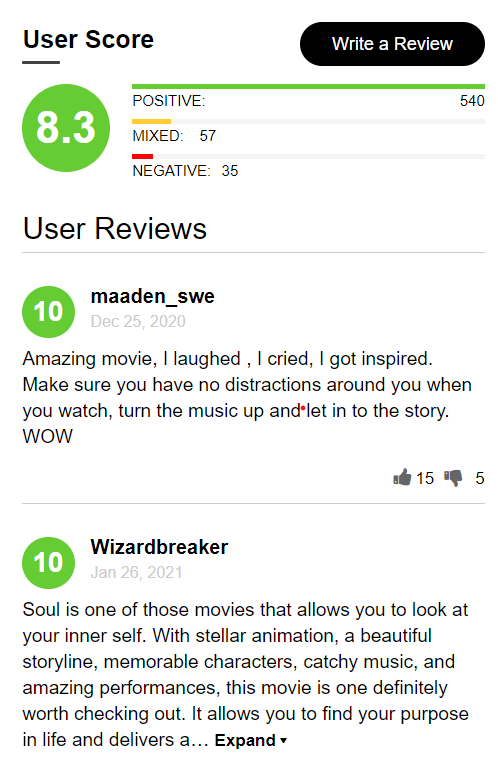 User Score
Write a Review
8.3
POSITIVE: 540
MIXED: 57
NEGATIVE: 35
User Reviews
10
maaden_swe
Dec 25, 2020
Amazing movie, I laughed , I cried, I got inspired.
Make sure you have no distractions around you when
you watch, turn the music up and let in to the story.
WOW
15 5
10
Wizardbreaker
Jan 26, 2021
Soul is one of those movies that allows you to look at
your inner self. With stellar animation, a beautiful
storyline, memorable characters, catchy music, and
amazing performances, this movie is one definitely
worth checking out. It allows you to find your purpose
in life and delivers a… Expand